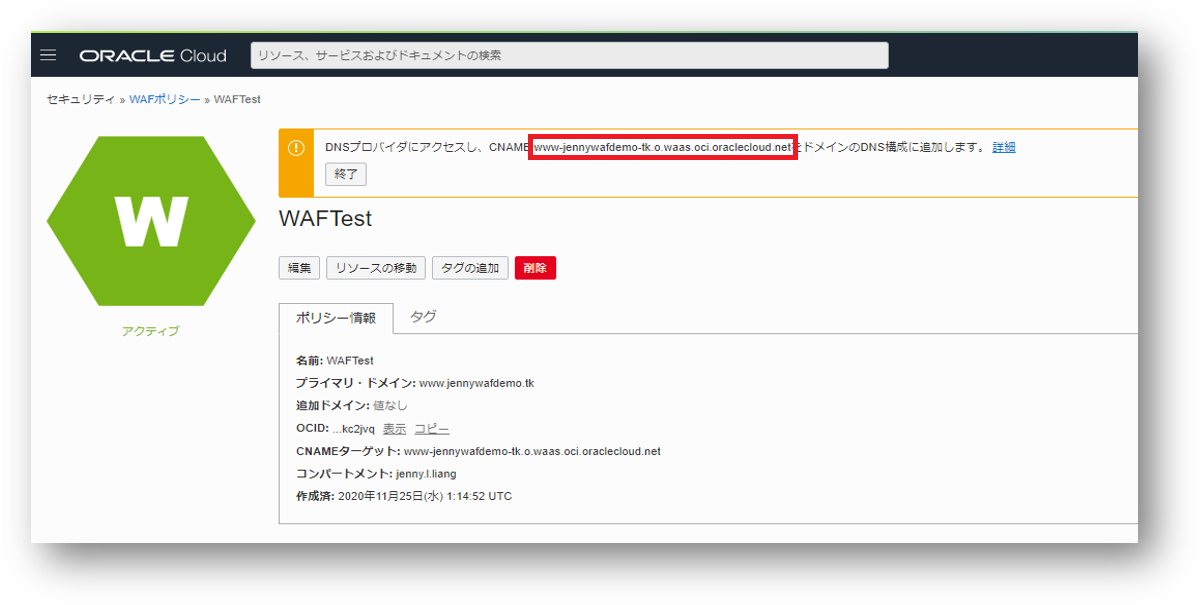 ORACLE Cloud
リソース、サービスおよびドキュメントの検索
セキュリティ » WAFポリシー » WAFTest
DNSプロバイダにアクセスし、CNAME www-jennywafdemo-tk.o.waas.oci.oraclecloud.netをドメインのDNS構成に追加します。 詳細
終了
W
アクティブ
WAFTest
編集 リソースの移動 タグの追加 削除
ポリシー情報 タグ
名前: WAFTest
プライマリ・ドメイン: www.jennywafdemo.tk
追加ドメイン: 値なし
OCID: ...kc2jvq 表示 コピー
CNAMEターゲット: www-jennywafdemo-tk.o.waas.oci.oraclecloud.net
コンパートメント: jenny.l.liang
作成済: 2020年11月25日(水) 1:14:52 UTC